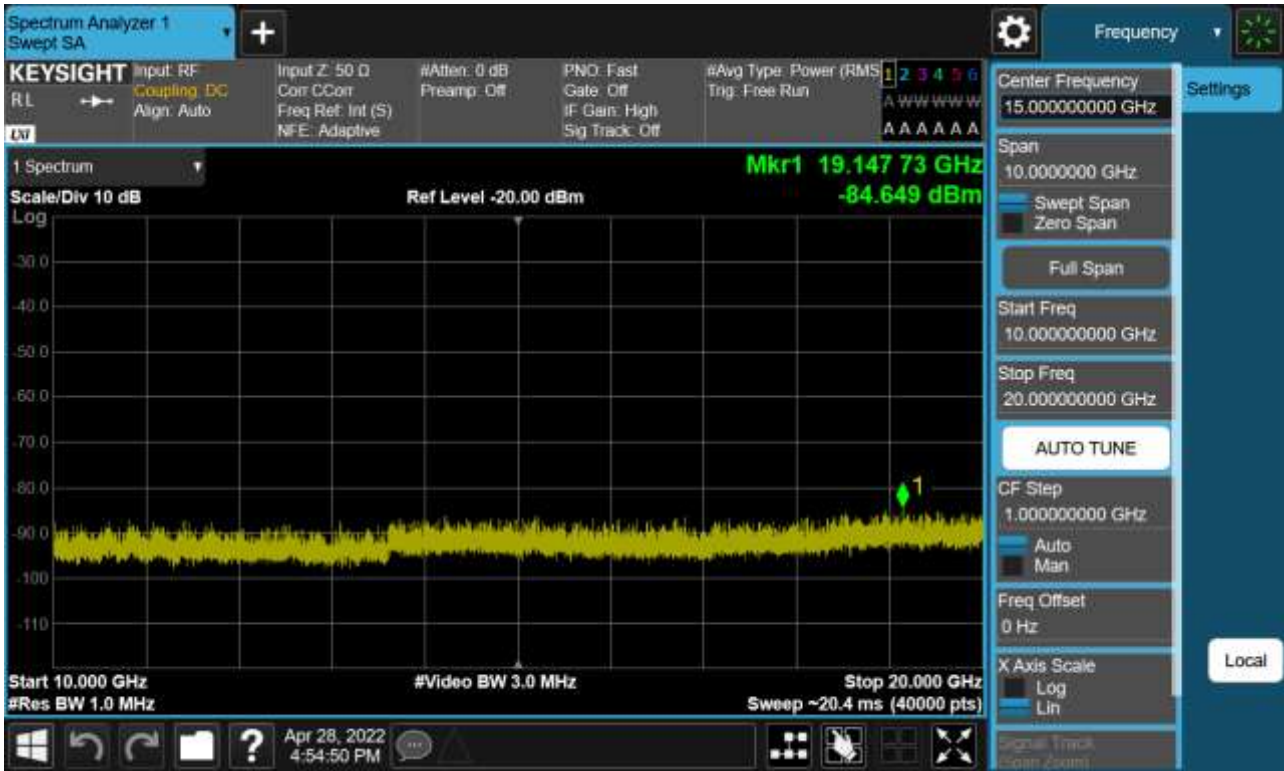 Spectrum Analyzer 1
Swept SA
+
Frequency
KEYSIGHT
RL
LXI
Input: RF
Coupling: DC
Align: Auto
Input Z: 50 Ω
Corr CCorr
Freq Ref: Int (S)
NFE: Adaptive
#Atten: 0 dB
Preamp: Off
PNO: Fast
Gate: Off
IF Gain: High
Sig Track: Off
#Avg Type: Power (RMS
Trig: Free Run
1 2 3 4 5 6
A W W W W W
A A A A A A
1 Spectrum
Scale/Div 10 dB
Ref Level -20.00 dBm
Mkr1 19.147 73 GHz
-84.649 dBm
Log
-30.0
-40.0
-50.0
-60.0
-70.0
-80.0
-90.0
-100
-110
1
Start 10.000 GHz
#Res BW 1.0 MHz
#Video BW 3.0 MHz
Stop 20.000 GHz
Sweep ~20.4 ms (40000 pts)
Center Frequency
15.000000000 GHz
Settings
Span
10.0000000 GHz
Swept Span
Zero Span
Full Span
Start Freq
10.000000000 GHz
Stop Freq
20.000000000 GHz
AUTO TUNE
CF Step
1.000000000 GHz
Auto
Man
Freq Offset
0 Hz
X Axis Scale
Log
Lin
Signal Track
(Span Zoom)
Local
?
Apr 28, 2022
4:54:50 PM